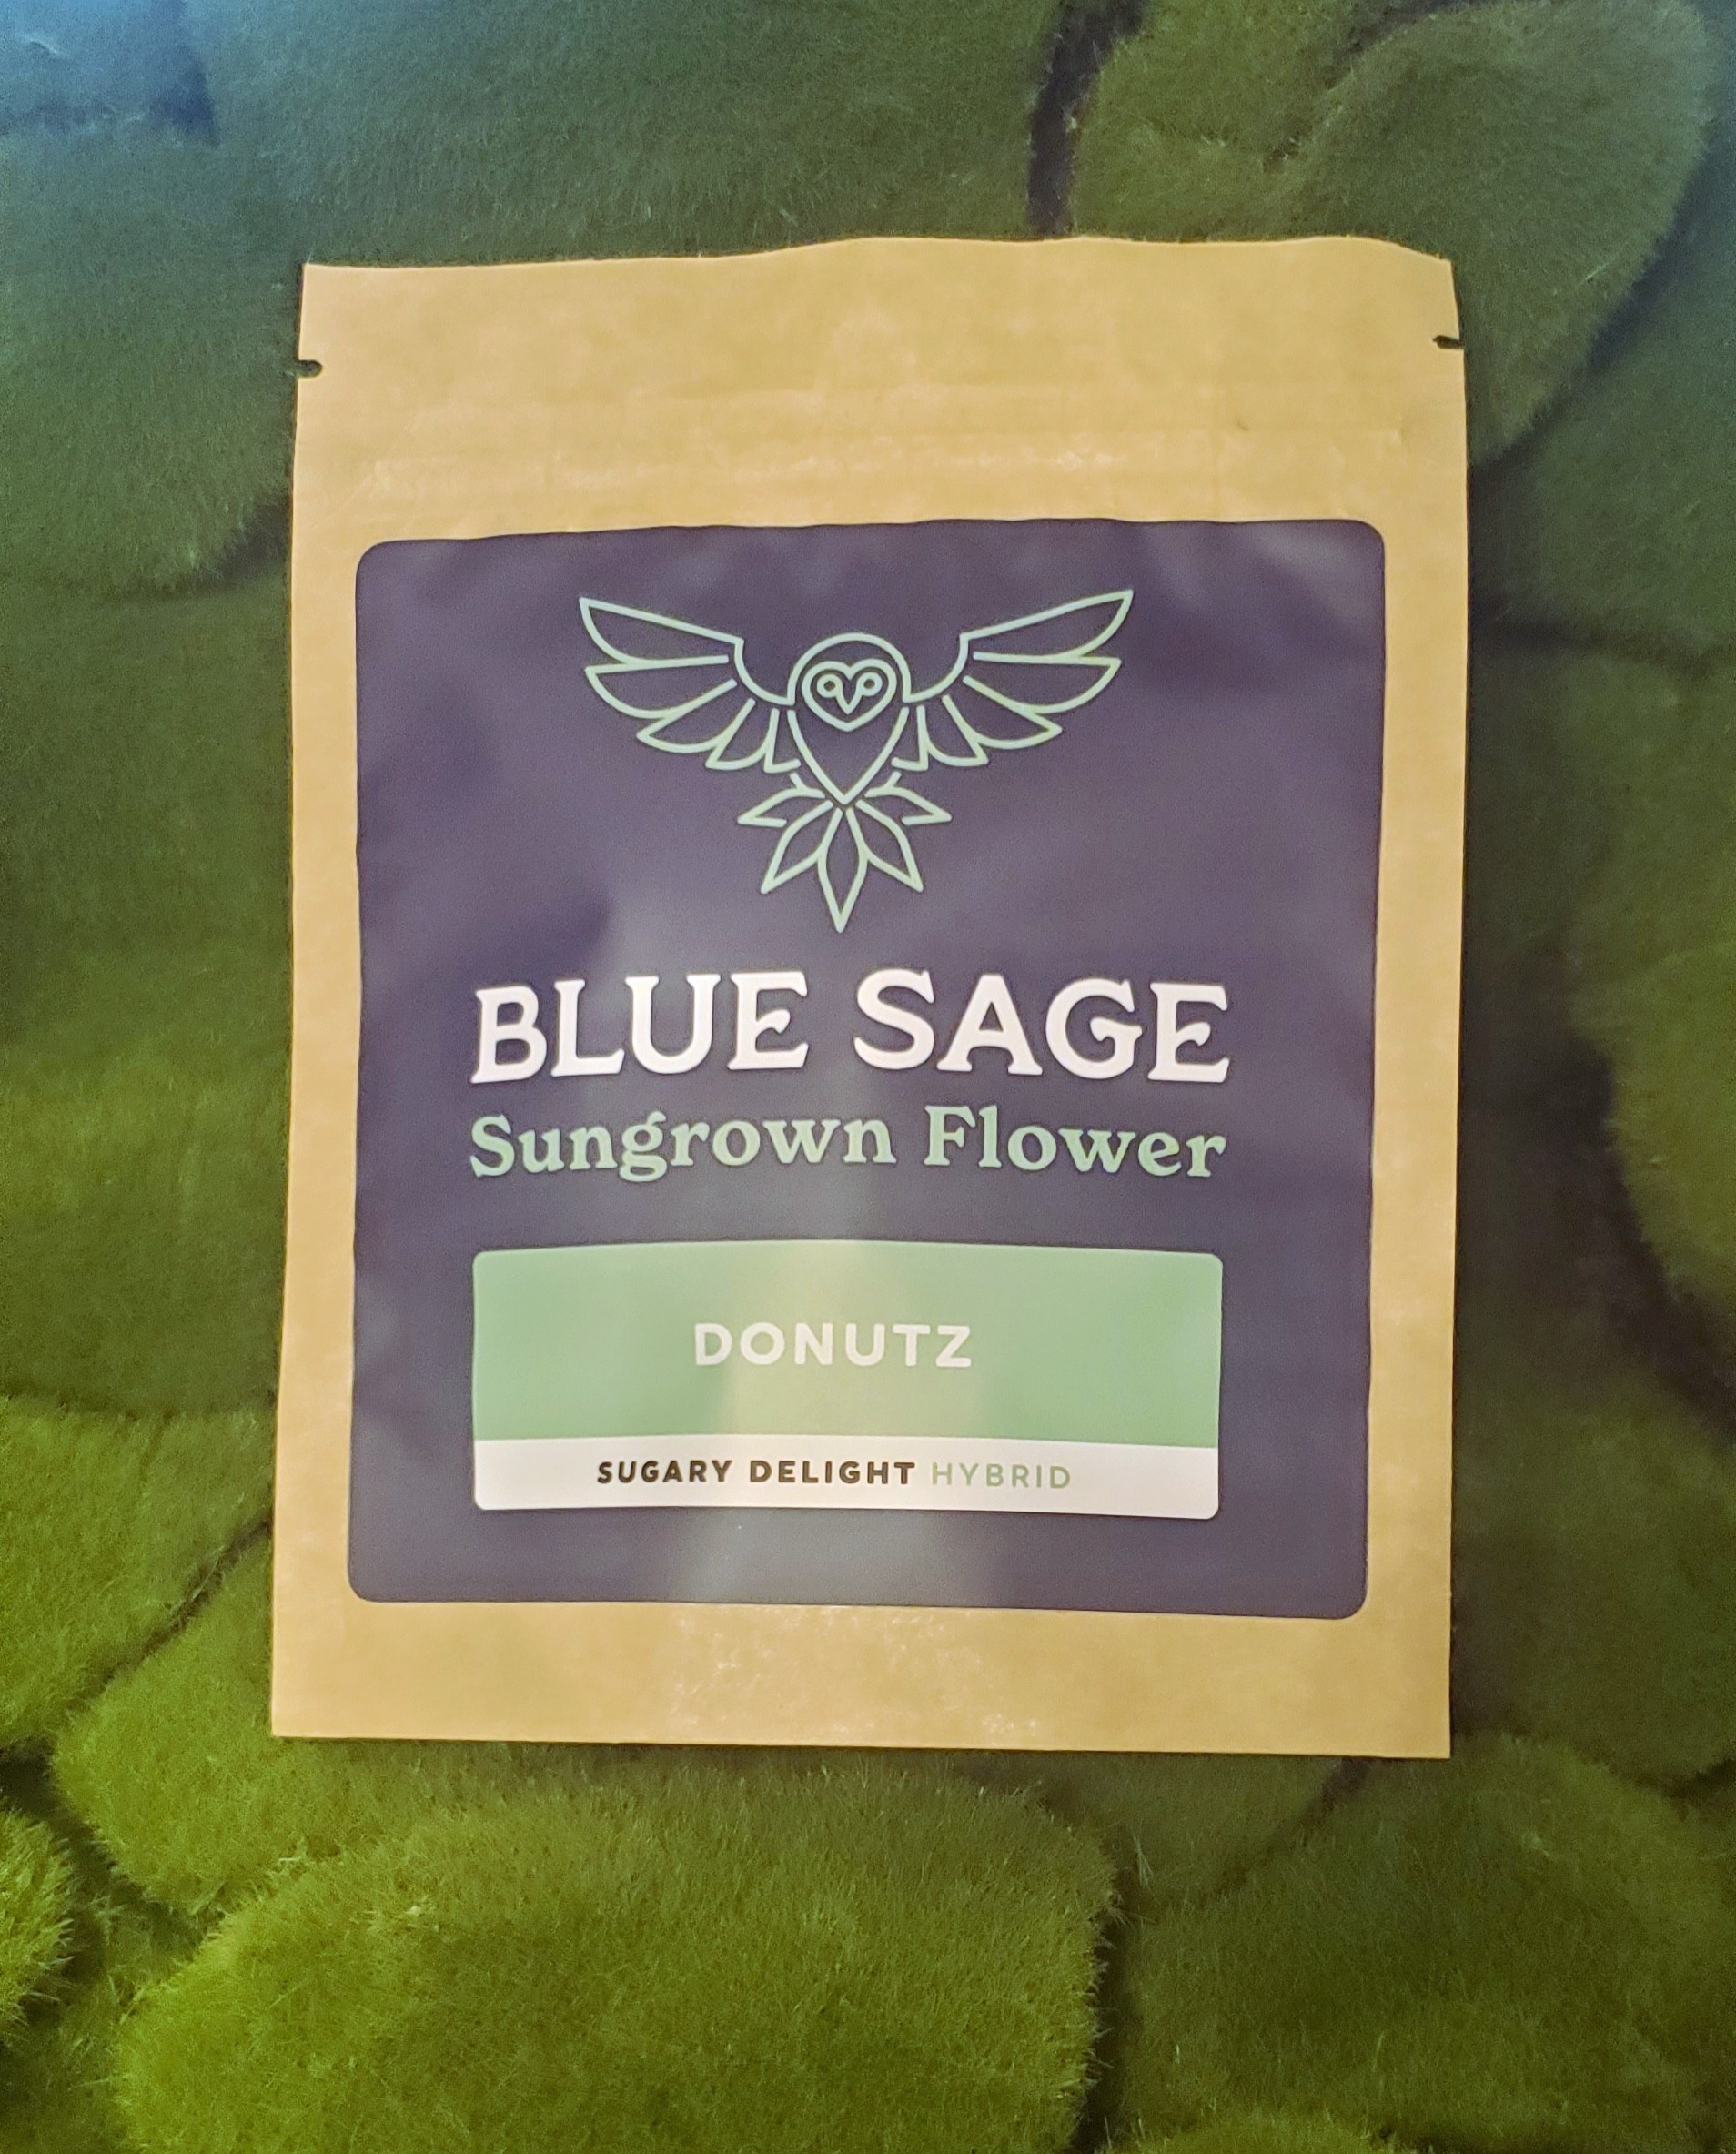 BLUE SAGE
Sungrown Flower
DONUTZ
SUGARY DELIGHT HYBRID